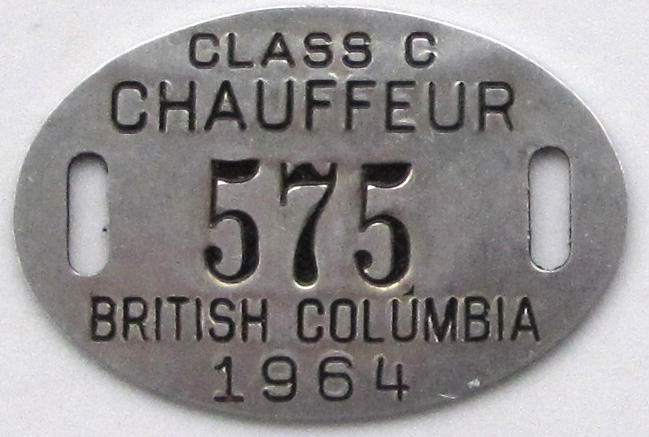 CLASS C
CHAUFFEUR
575
BRITISH COLUMBIA
1964